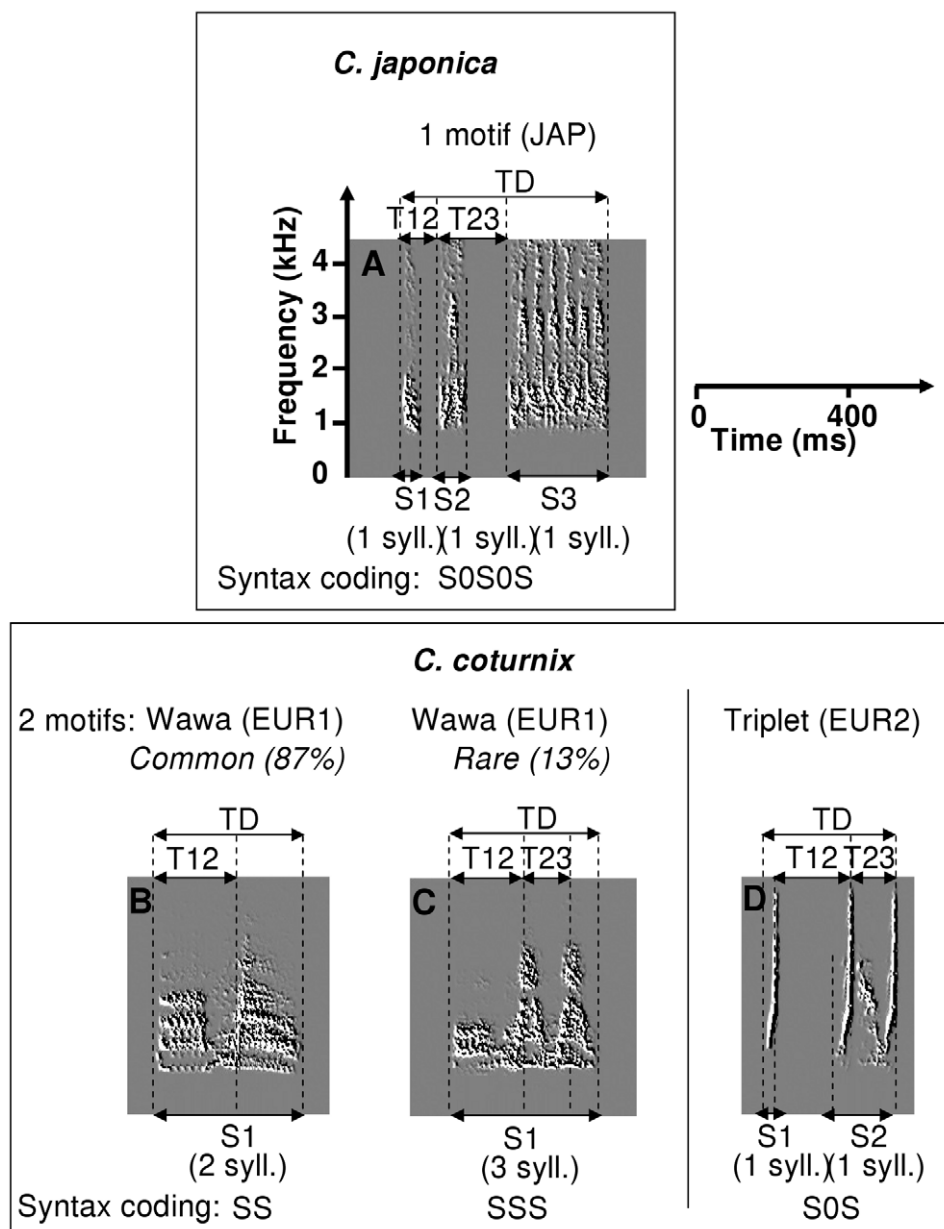 C. japonica
1 motif (JAP)
TD
T12 T23
A
Frequency (kHz)
4
3
2
1
0
0 400
Time (ms)
S1 S2 S3
(1 syll.)(1 syll.)(1 syll.)
Syntax coding: S0S0S
C. coturnix
2 motifs: Wawa (EUR1) Wawa (EUR1) Triplet (EUR2)
Common (87%) Rare (13%)
TD TD TD
T12 T12 T23 T12 T23
B C D
S1 S1 S1 S2
(2 syll.) (3 syll.) (1 syll.)(1 syll.)
Syntax coding: SS SSS S0S